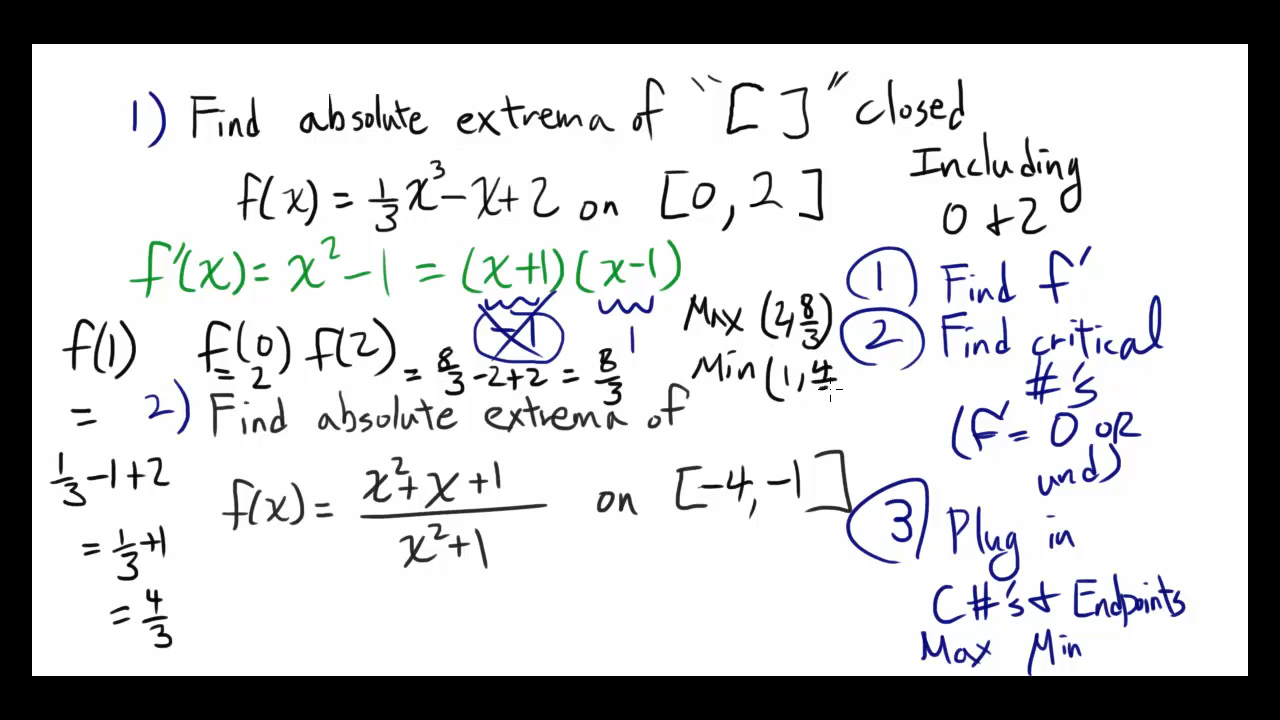 1) Find absolute extrema of "[ ]" closed
Including
0 + 2
f(x) = 1/3 x³ - x + 2 on [0, 2]
f'(x) = x² - 1 = (x+1)(x-1)
-1 1
f(1) f(0) f(2)
= 2 = 8/3 - 2 + 2 = 8/3
Max (2, 8/3)
Min (1, 4
=
1/3 - 1 + 2
= 1/3 + 1
= 4/3
2) Find absolute extrema of
f(x) = (x² + x + 1)/(x² + 1) on [-4, -1]
1 Find f'
2 Find critical
#'s
(f' = 0 OR
und)
3 Plug in
C#'s + Endpoints
Max Min